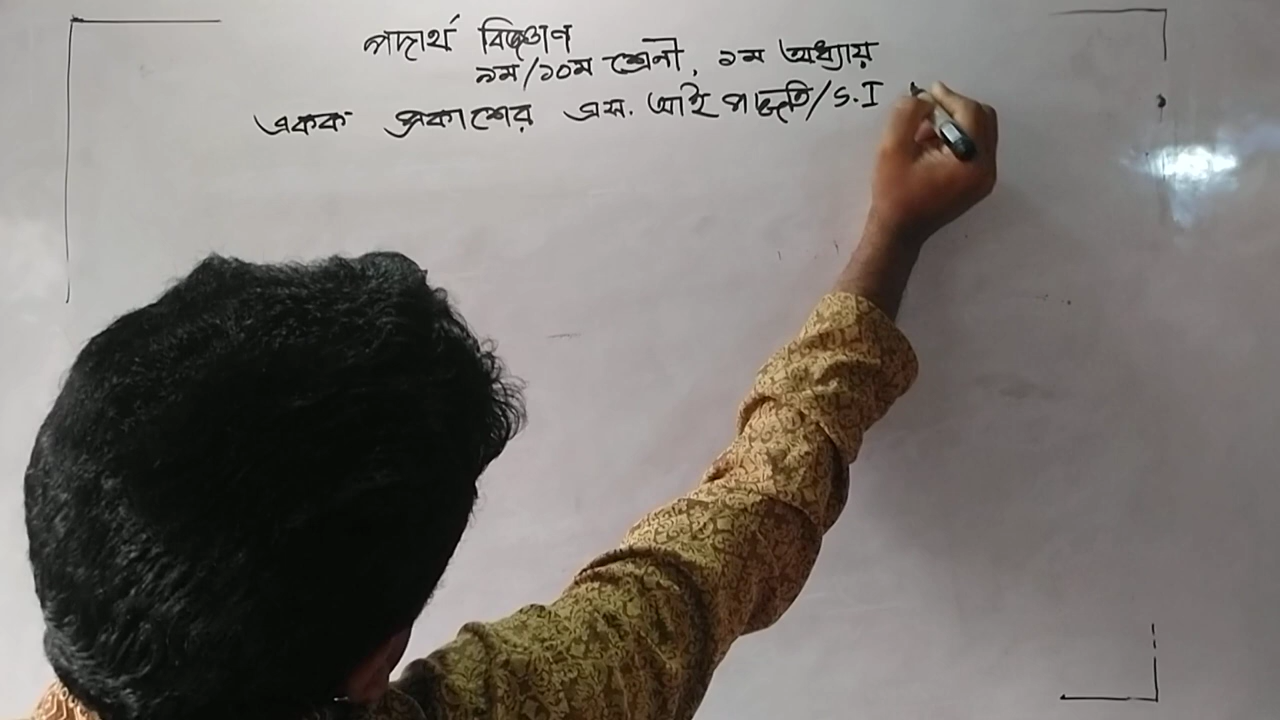 পদার্থ বিজ্ঞান
৯ম/১০ম শ্রেনী, ১ম অধ্যায়
একক প্রকাশের এস. আই পদ্ধতি/S.I